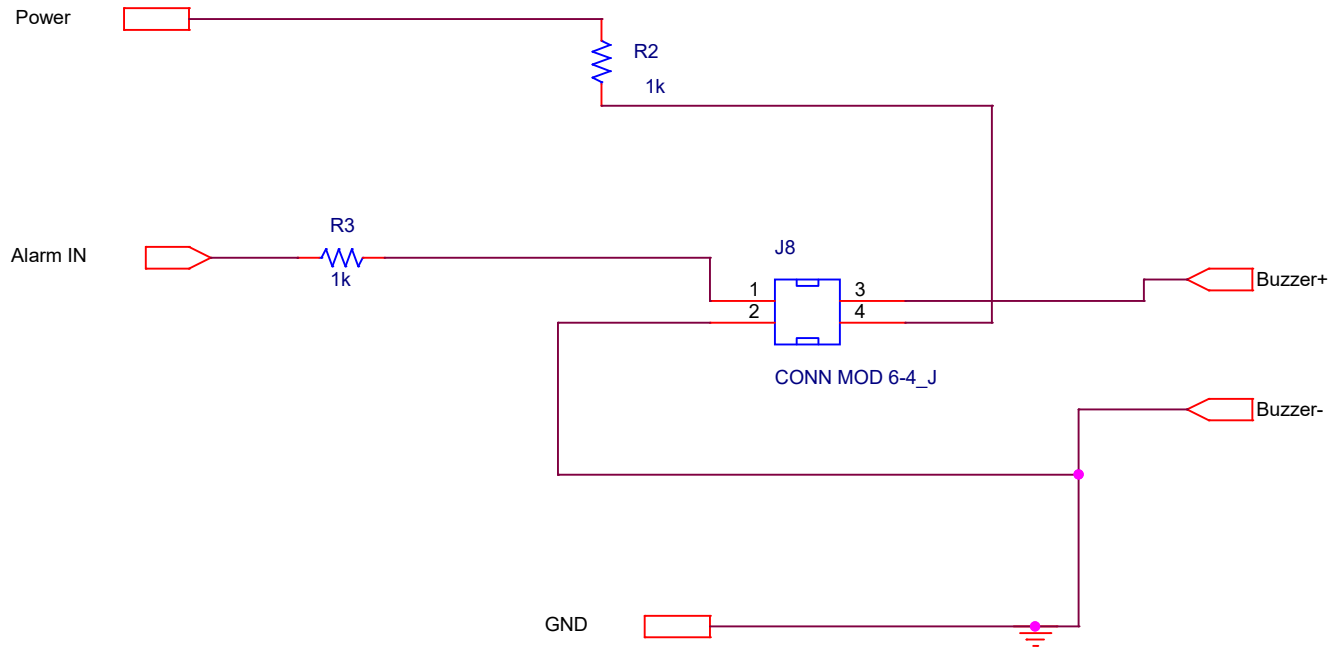 Power
R2
1k
R3
Alarm IN
1k
J8
1
3
Buzzer+
2
4
CONN MOD 6-4_J
Buzzer-
GND